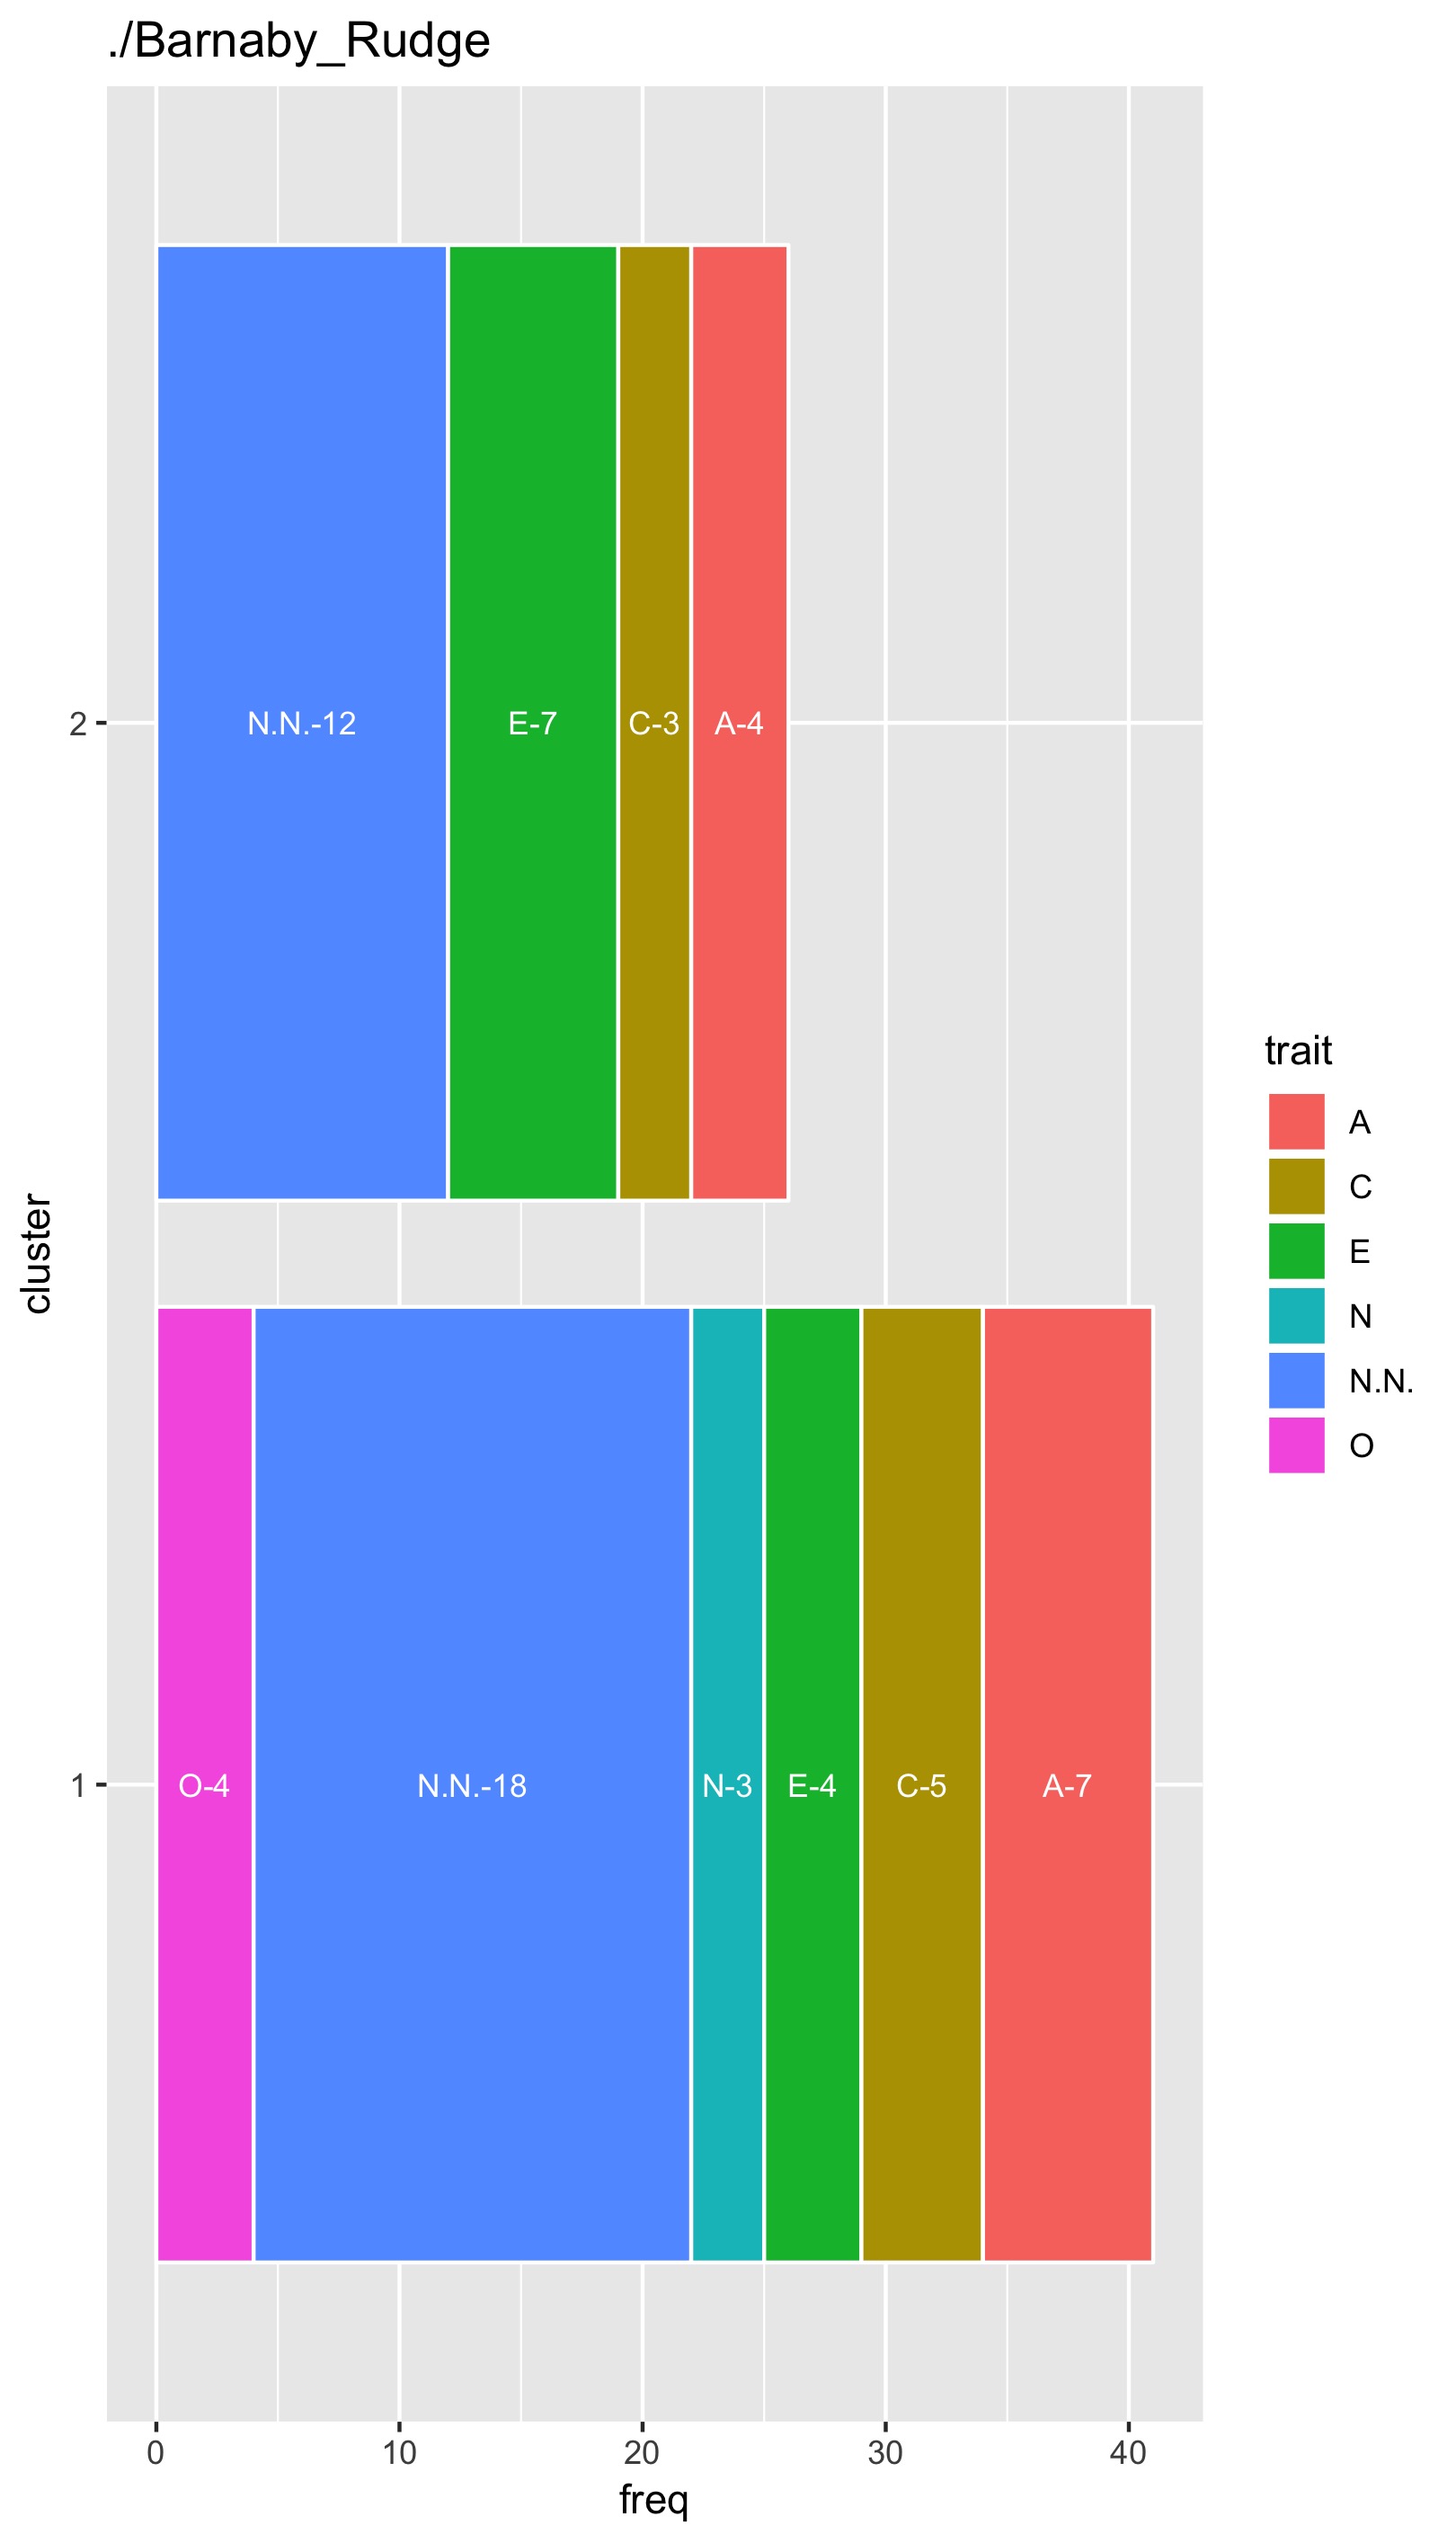 ./Barnaby_Rudge
2
N.N.-12 E-7 C-3 A-4
cluster
1
O-4 N.N.-18 N-3 E-4 C-5 A-7
0 10 20 30 40
freq
trait
A
C
E
N
N.N.
O